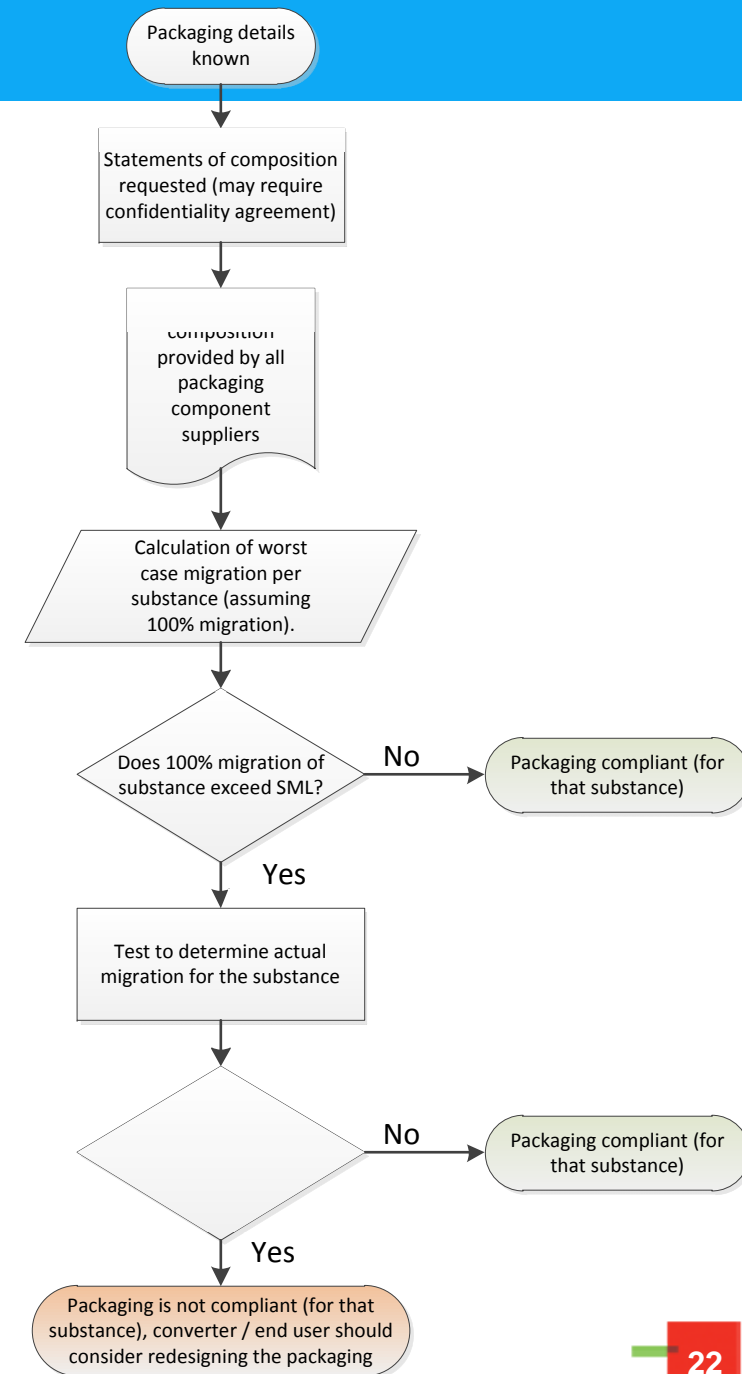 Packaging details
known
Statements of composition
requested (may require
confidentiality agreement)
composition
provided by all
packaging
component
suppliers
Calculation of worst
case migration per
substance (assuming
100% migration).
Does 100% migration of
substance exceed SML?
No
Packaging compliant (for
that substance)
Yes
Test to determine actual
migration for the substance
No
Packaging compliant (for
that substance)
Yes
Packaging is not compliant (for that
substance), converter / end user should
consider redesigning the packaging
22